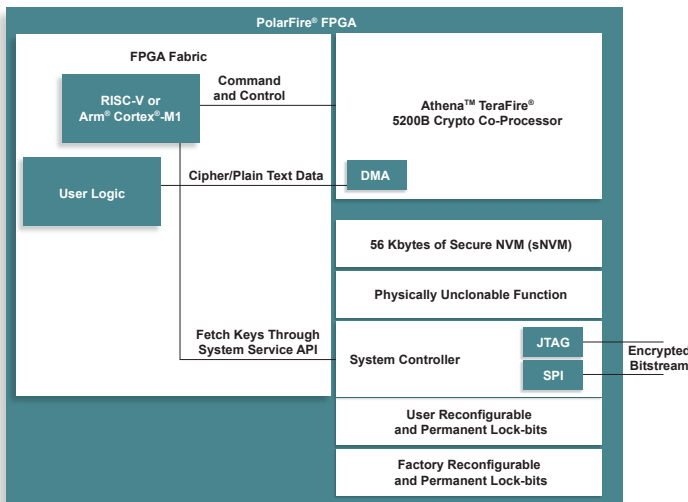 PolarFire® FPGA
FPGA Fabric
RISC-V or
Arm® Cortex®-M1
Command
and Control
Athena™ TeraFire®
5200B Crypto Co-Processor
User Logic
Cipher/Plain Text Data
DMA
56 Kbytes of Secure NVM (sNVM)
Physically Unclonable Function
Fetch Keys Through
System Service API
System Controller
JTAG
SPI
Encrypted
Bitstream
User Reconfigurable
and Permanent Lock-bits
Factory Reconfigurable
and Permanent Lock-bits